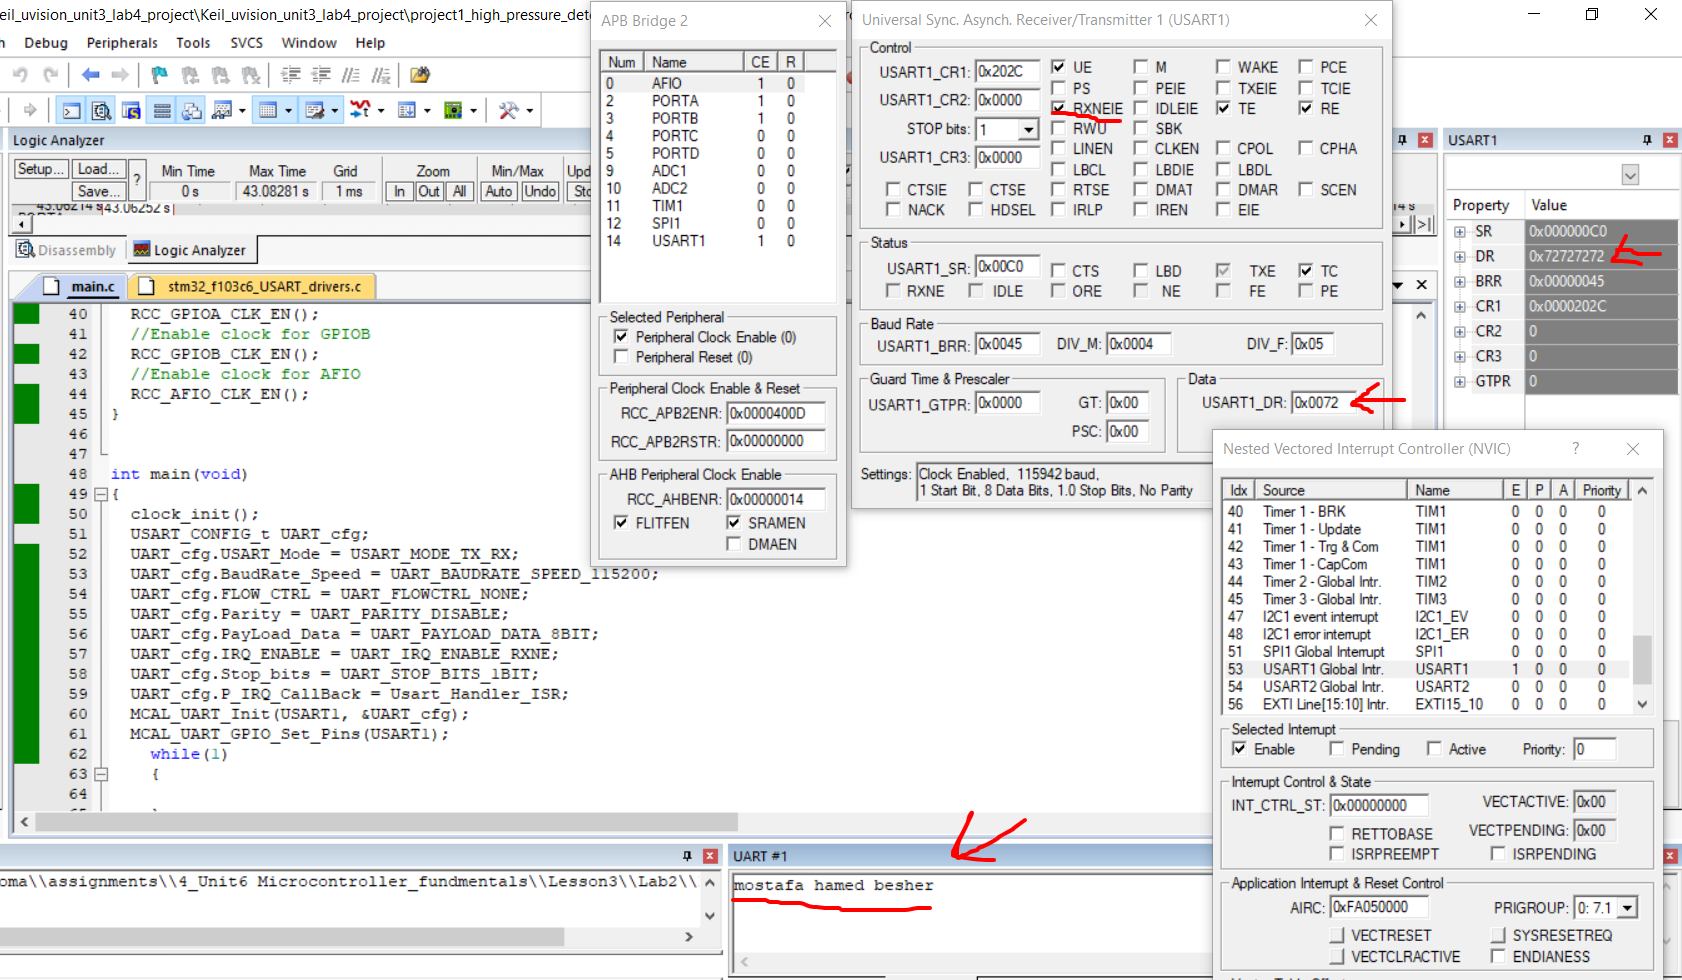 eil_uvision_unit3_lab4_project\Keil_uvision_unit3_lab4_project\project1_high_pressure_dete
h Debug Peripherals Tools SVCS Window Help
Logic Analyzer
Setup... Load... Save... ? Min Time Max Time Grid Zoom Min/Max Upd
0 s 43.08281 s 1 ms In Out All Auto Undo Sto
43.06214 s 43.06252 s
Disassembly Logic Analyzer
main.c stm32_f103c6_USART_drivers.c
40 RCC_GPIOA_CLK_EN();
41 //Enable clock for GPIOB
42 RCC_GPIOB_CLK_EN();
43 //Enable clock for AFIO
44 RCC_AFIO_CLK_EN();
45 }
46
47
48 int main(void)
49 {
50 clock_init();
51 USART_CONFIG_t UART_cfg;
52 UART_cfg.USART_Mode = USART_MODE_TX_RX;
53 UART_cfg.BaudRate_Speed = UART_BAUDRATE_SPEED_115200;
54 UART_cfg.FLOW_CTRL = UART_FLOWCTRL_NONE;
55 UART_cfg.Parity = UART_PARITY_DISABLE;
56 UART_cfg.PayLoad_Data = UART_PAYLOAD_DATA_8BIT;
57 UART_cfg.IRQ_ENABLE = UART_IRQ_ENABLE_RXNE;
58 UART_cfg.Stop_bits = UART_STOP_BITS_1BIT;
59 UART_cfg.P_IRQ_CallBack = Usart_Handler_ISR;
60 MCAL_UART_Init(USART1, &UART_cfg);
61 MCAL_UART_GPIO_Set_Pins(USART1);
62 while(1)
63 {
64
oma\\assignments\\4_Unit6 Microcontroller_fundmentals\\Lesson3\\Lab2\\
UART #1
mostafa hamed besher
APB Bridge 2
Num Name CE R
0 AFIO 1 0
2 PORTA 1 0
3 PORTB 1 0
4 PORTC 0 0
5 PORTD 0 0
9 ADC1 0 0
10 ADC2 0 0
11 TIM1 0 0
12 SPI1 0 0
14 USART1 1 0
Selected Peripheral
Peripheral Clock Enable (0)
Peripheral Reset (0)
Peripheral Clock Enable & Reset
RCC_APB2ENR: 0x0000400D
RCC_APB2RSTR: 0x00000000
AHB Peripheral Clock Enable
RCC_AHBENR: 0x00000014
FLITFEN SRAMEN
DMAEN
Universal Sync. Asynch. Receiver/Transmitter 1 (USART1)
Control
USART1_CR1: 0x202C UE M WAKE PCE
PS PEIE TXEIE TCIE
USART1_CR2: 0x0000 RXNEIE IDLEIE TE RE
STOP bits: 1 RWU SBK
USART1_CR3: 0x0000 LINEN CLKEN CPOL CPHA
LBCL LBDIE LBDL
CTSIE CTSE RTSE DMAT DMAR SCEN
NACK HDSEL IRLP IREN EIE
Status
USART1_SR: 0x00C0 CTS LBD TXE TC
RXNE IDLE ORE NE FE PE
Baud Rate
USART1_BRR: 0x0045 DIV_M: 0x0004 DIV_F: 0x05
Guard Time & Prescaler
USART1_GTPR: 0x0000 GT: 0x00
PSC: 0x00
Data
USART1_DR: 0x0072
Settings: Clock Enabled, 115942 baud,
1 Start Bit, 8 Data Bits, 1.0 Stop Bits, No Parity
USART1
Property Value
SR 0x000000C0
DR 0x72727272
BRR 0x00000045
CR1 0x0000202C
CR2 0
CR3 0
GTPR 0
Nested Vectored Interrupt Controller (NVIC) ?
Idx Source Name E P A Priority
40 Timer 1 - BRK TIM1 0 0 0 0
41 Timer 1 - Update TIM1 0 0 0 0
42 Timer 1 - Trg & Com TIM1 0 0 0 0
43 Timer 1 - CapCom TIM1 0 0 0 0
44 Timer 2 - Global Intr. TIM2 0 0 0 0
45 Timer 3 - Global Intr. TIM3 0 0 0 0
47 I2C1 event interrupt I2C1_EV 0 0 0 0
48 I2C1 error interrupt I2C1_ER 0 0 0 0
51 SPI1 Global Interrupt SPI1 0 0 0 0
53 USART1 Global Intr. USART1 1 0 0 0
54 USART2 Global Intr. USART2 0 0 0 0
56 EXTI Line[15:10] Intr. EXTI15_10 0 0 0 0
Selected Interrupt
Enable Pending Active Priority: 0
Interrupt Control & State
INT_CTRL_ST: 0x00000000 VECTACTIVE: 0x00
RETTOBASE VECTPENDING: 0x00
ISRPREEMPT ISRPENDING
Application Interrupt & Reset Control
AIRC: 0xFA050000 PRIGROUP: 0: 7.1
VECTRESET SYSRESETREQ
VECTCLRACTIVE ENDIANESS